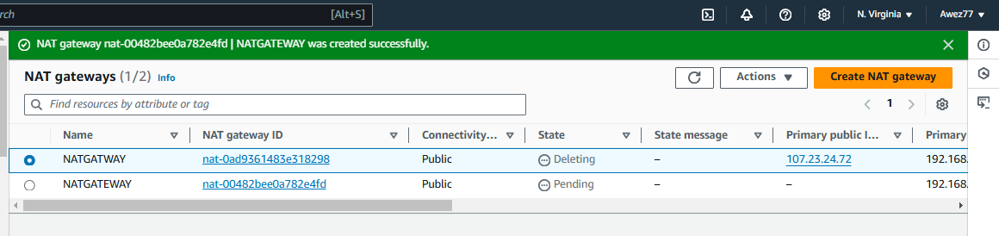 rch [Alt+S] N. Virginia Awez77
NAT gateway nat-00482bee0a782e4fd | NATGATEWAY was created successfully.
NAT gateways (1/2) Info Actions Create NAT gateway
Find resources by attribute or tag 1
Name NAT gateway ID Connectivity... State State message Primary public I... Primary
NATGATWAY nat-0ad9361483e318298 Public Deleting – 107.23.24.72 192.168.
NATGATEWAY nat-00482bee0a782e4fd Public Pending – – 192.168.